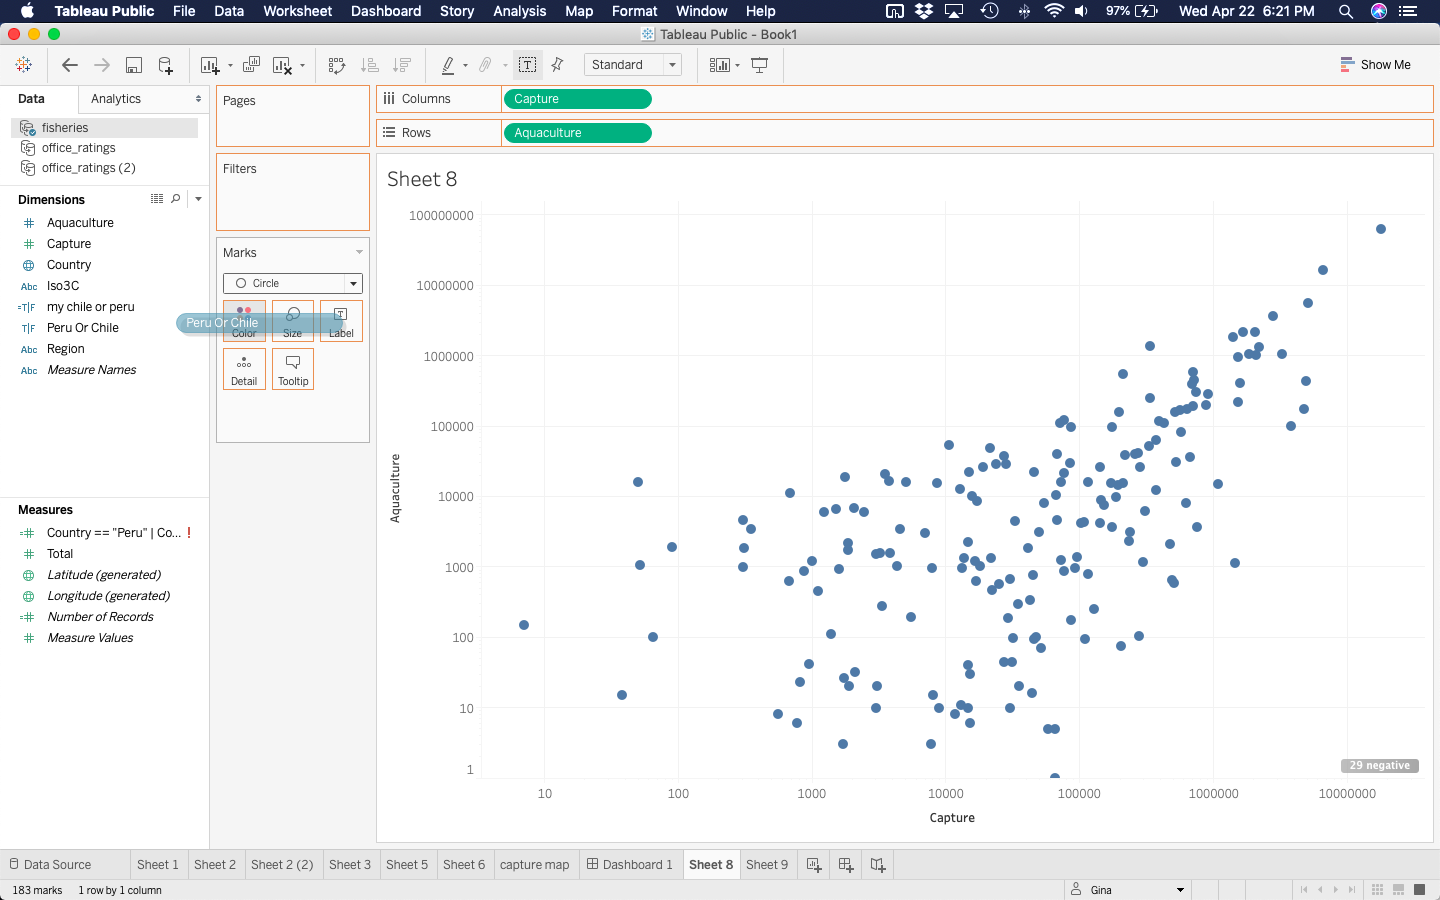 Tableau Public File Data Worksheet Dashboard Story Analysis Map Format Window Help 97% Wed Apr 22 6:21 PM
Tableau Public - Book1
Standard Show Me
Data Analytics
fisheries
office_ratings
office_ratings (2)
Dimensions
# Aquaculture
# Capture
Country
Abc Iso3C
=T|F my chile or peru
T|F Peru Or Chile
Abc Region
Abc Measure Names
Measures
=# Country == "Peru" | Co... !
# Total
Latitude (generated)
Longitude (generated)
=# Number of Records
# Measure Values
Pages
Filters
Marks
Circle
Peru Or Chile
Color Size Label
Detail Tooltip
Columns Capture
Rows Aquaculture
Sheet 8
100000000
10000000
1000000
100000
10000
1000
100
10
1
Aquaculture
29 negative
10 100 1000 10000 100000 1000000 10000000
Capture
Data Source Sheet 1 Sheet 2 Sheet 2 (2) Sheet 3 Sheet 5 Sheet 6 capture map Dashboard 1 Sheet 8 Sheet 9
183 marks 1 row by 1 column Gina